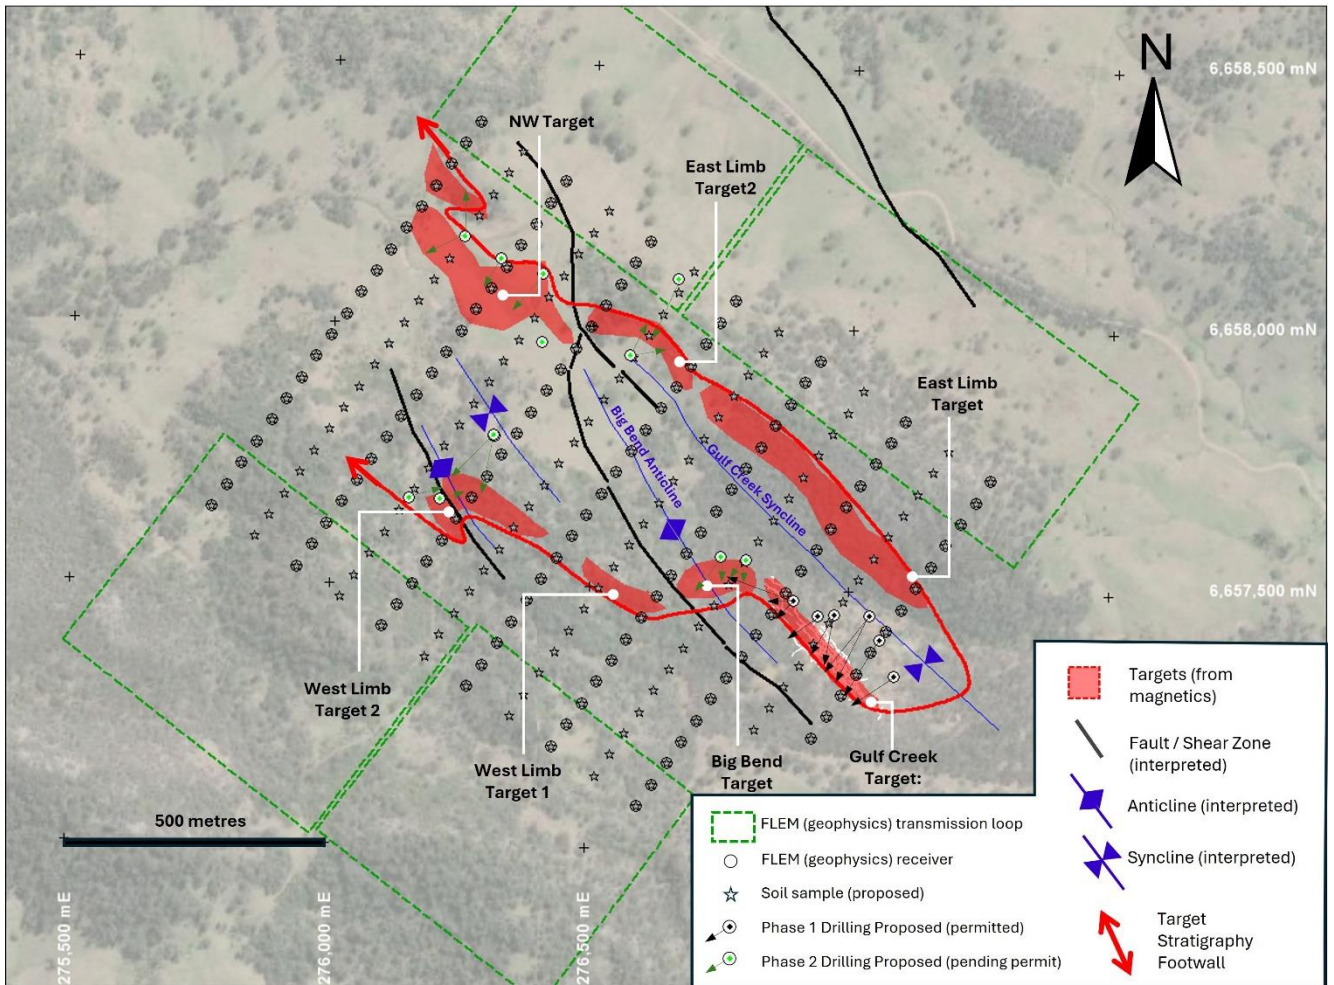 N
6,658,500 mN
NW Target
East Limb
Target2
6,658,000 mN
East Limb
Target
Big Bend Anticline
Gulf Creek Syncline
6,657,500 mN
West Limb
Target 2
West Limb
Target 1
Big Bend
Target
Gulf Creek
Target:
500 metres
275,500 mE
276,000 mE
276,500 mE
Targets (from
magnetics)
Fault / Shear Zone
(interpreted)
Anticline (interpreted)
Syncline (interpreted)
Target
Stratigraphy
Footwall
FLEM (geophysics) transmission loop
FLEM (geophysics) receiver
Soil sample (proposed)
Phase 1 Drilling Proposed (permitted)
Phase 2 Drilling Proposed (pending permit)